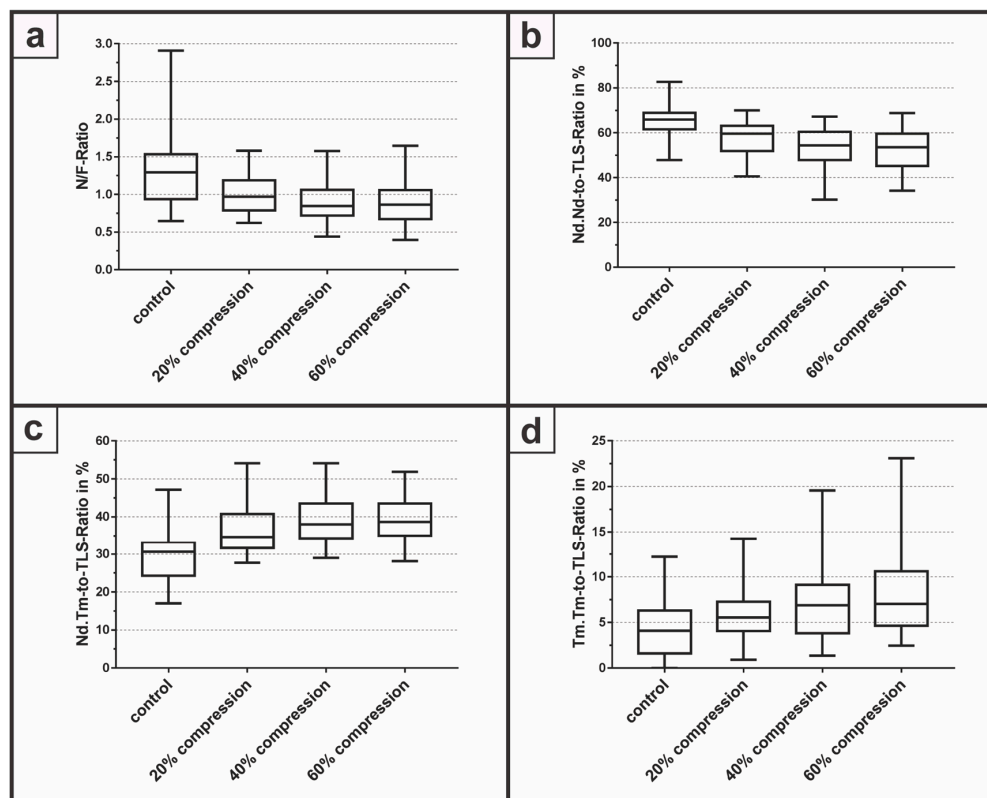 a
N/F-Ratio
3.0
2.5
2.0
1.5
1.0
0.5
0.0
control
20% compression
40% compression
60% compression
b
Nd.Nd-to-TLS-Ratio in %
100
80
60
40
20
0
control
20% compression
40% compression
60% compression
c
Nd.Tm-to-TLS-Ratio in %
60
50
40
30
20
10
0
control
20% compression
40% compression
60% compression
d
Tm.Tm-to-TLS-Ratio in %
25
20
15
10
5
0
control
20% compression
40% compression
60% compression